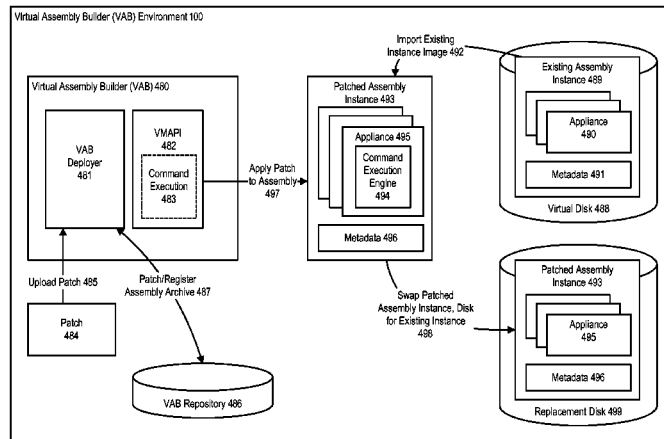 Virtual Assembly Builder (VAB) Environment 100
Import Existing
Instance Image 492
Virtual Assembly Builder (VAB) 480
VAB
Deployer
481
VMAPI
482
Command
Execution
483
Upload Patch 485
Patch
484
Patch/Register
Assembly Archive 487
VAB Repository 486
Apply Patch
to Assembly
497
Patched Assembly
Instance 493
Appliance 495
Command
Execution
Engine
494
Metadata 496
Swap Patched
Assembly Instance, Disk
for Existing Instance
498
Existing Assembly
Instance 489
Appliance
490
Metadata 491
Virtual Disk 488
Patched Assembly
Instance 493
Appliance
495
Metadata 496
Replacement Disk 499